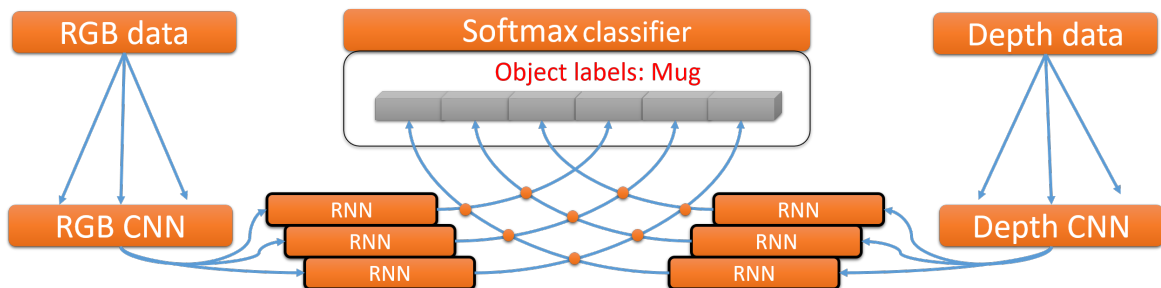 RGB data
Softmax classifier
Depth data
Object labels: Mug
RGB CNN
RNN
RNN
RNN
RNN
RNN
RNN
Depth CNN